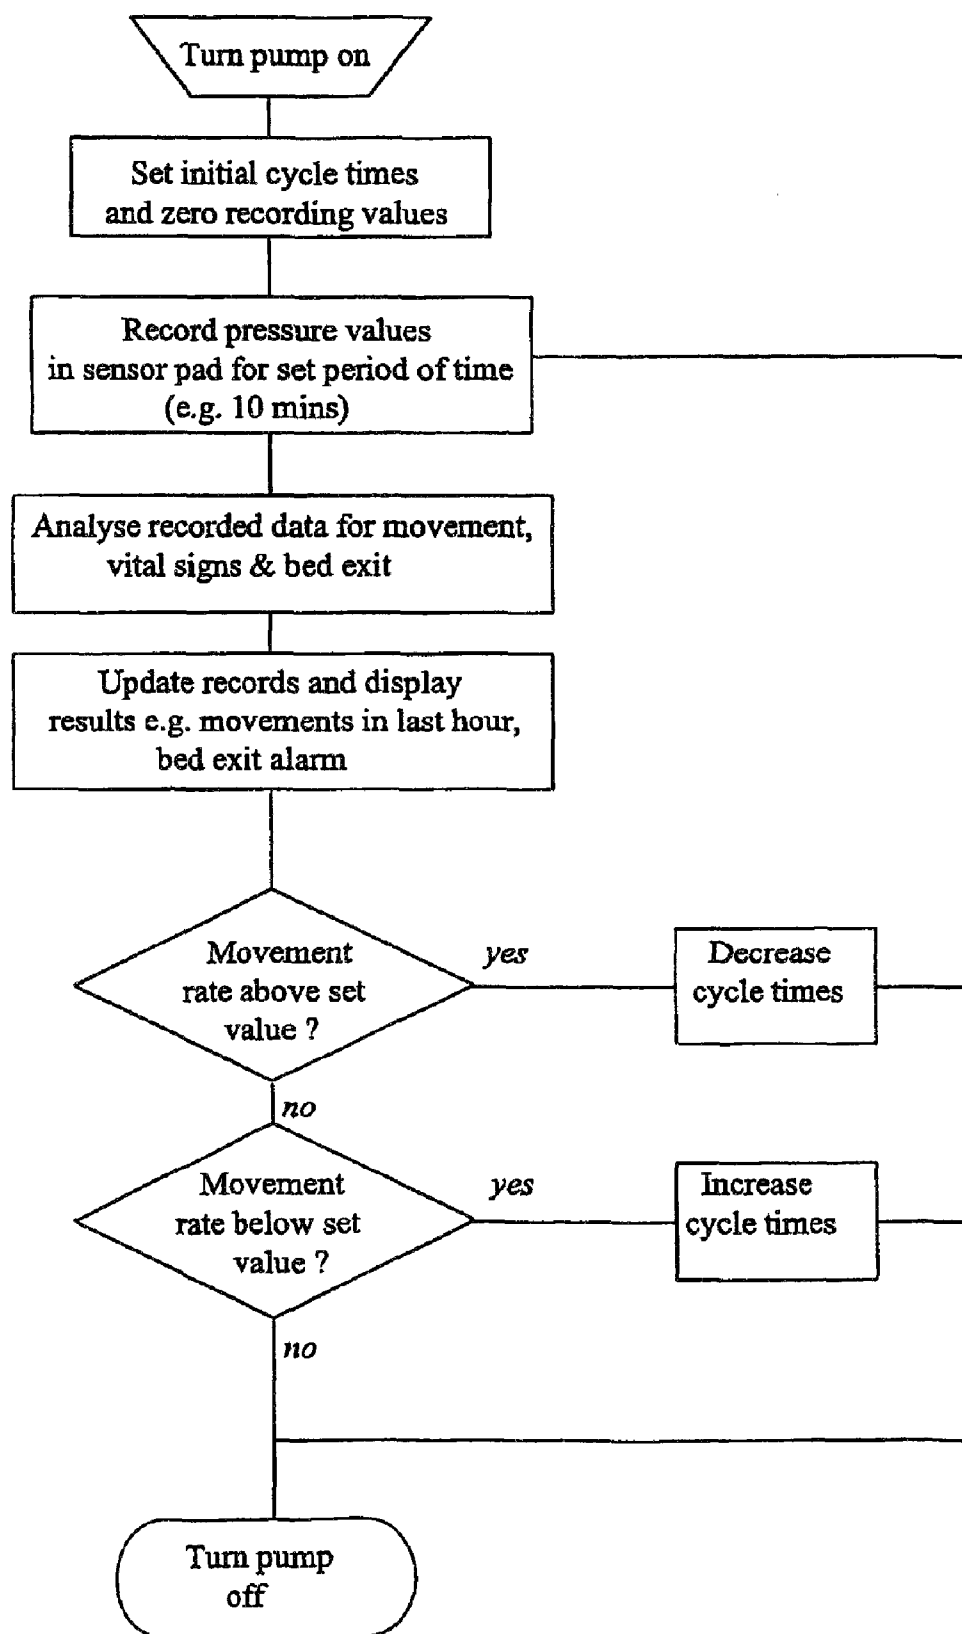 Turn pump on
Set initial cycle times
and zero recording values
Record pressure values
in sensor pad for set period of time
(e.g. 10 mins)
Analyse recorded data for movement,
vital signs & bed exit
Update records and display
results e.g. movements in last hour,
bed exit alarm
Movement
rate above set
value ?
yes
Decrease
cycle times
no
Movement
rate below set
value ?
yes
Increase
cycle times
no
Turn pump
off